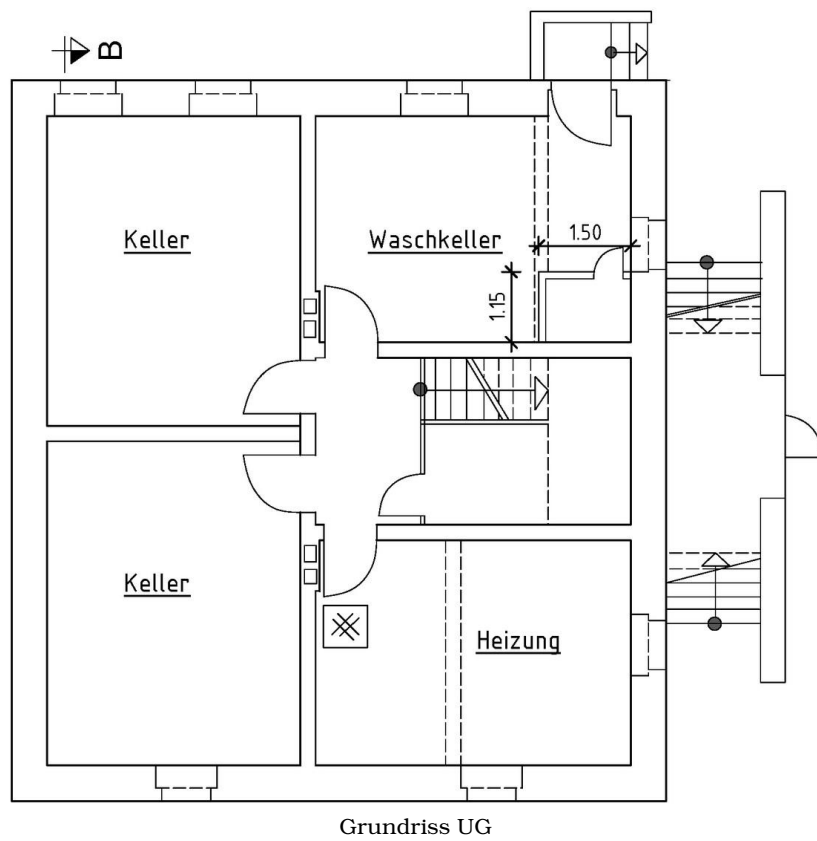 B
Keller
Waschkeller
1.50
1.15
Keller
Heizung
Grundriss UG